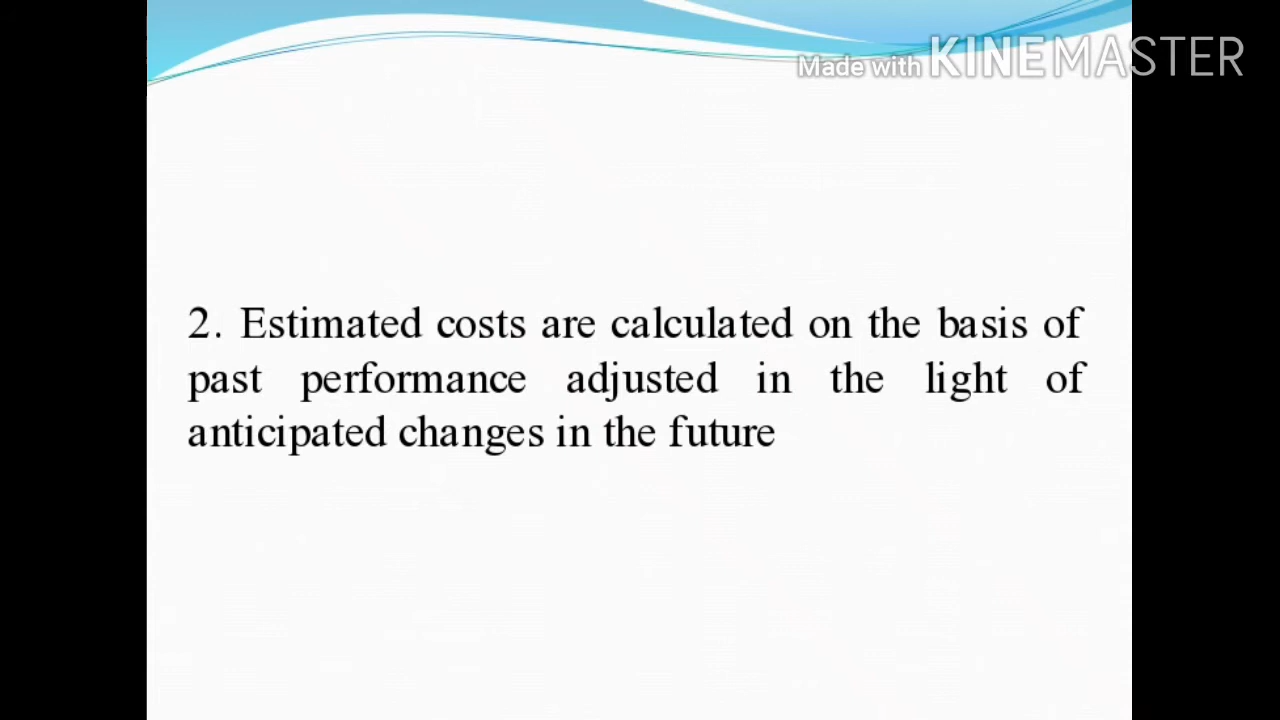 Made with KINEMASTER
2. Estimated costs are calculated on the basis of
past performance adjusted in the light of
anticipated changes in the future